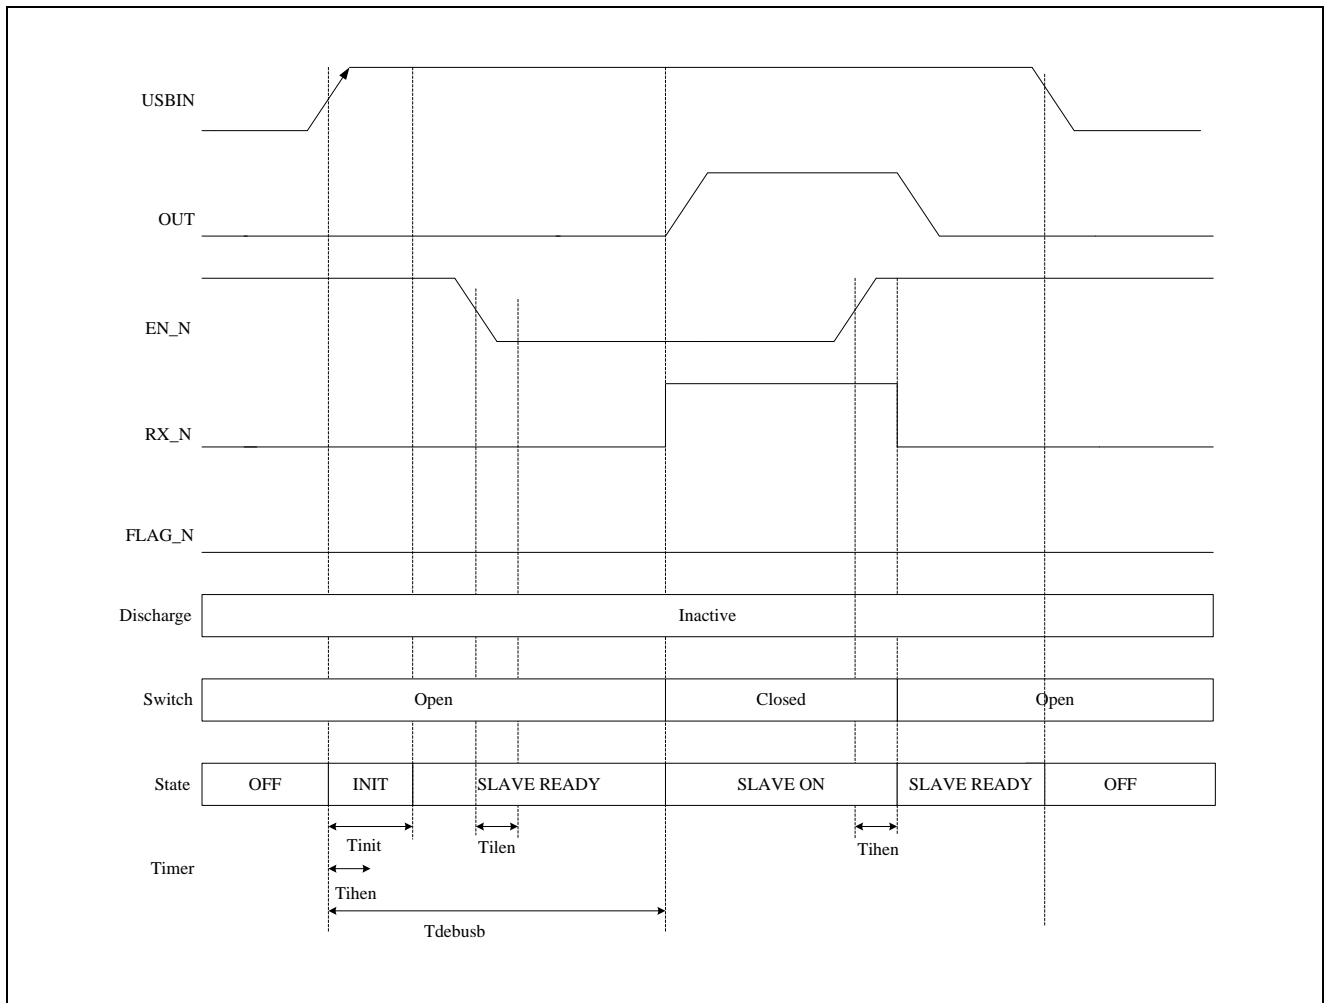 USBIN
OUT
EN_N
RX_N
FLAG_N
Discharge Inactive
Switch Open Closed Open
State OFF INIT SLAVE READY SLAVE ON SLAVE READY OFF
Tinit Tilen Tihen
Timer
Tihen
Tdebusb